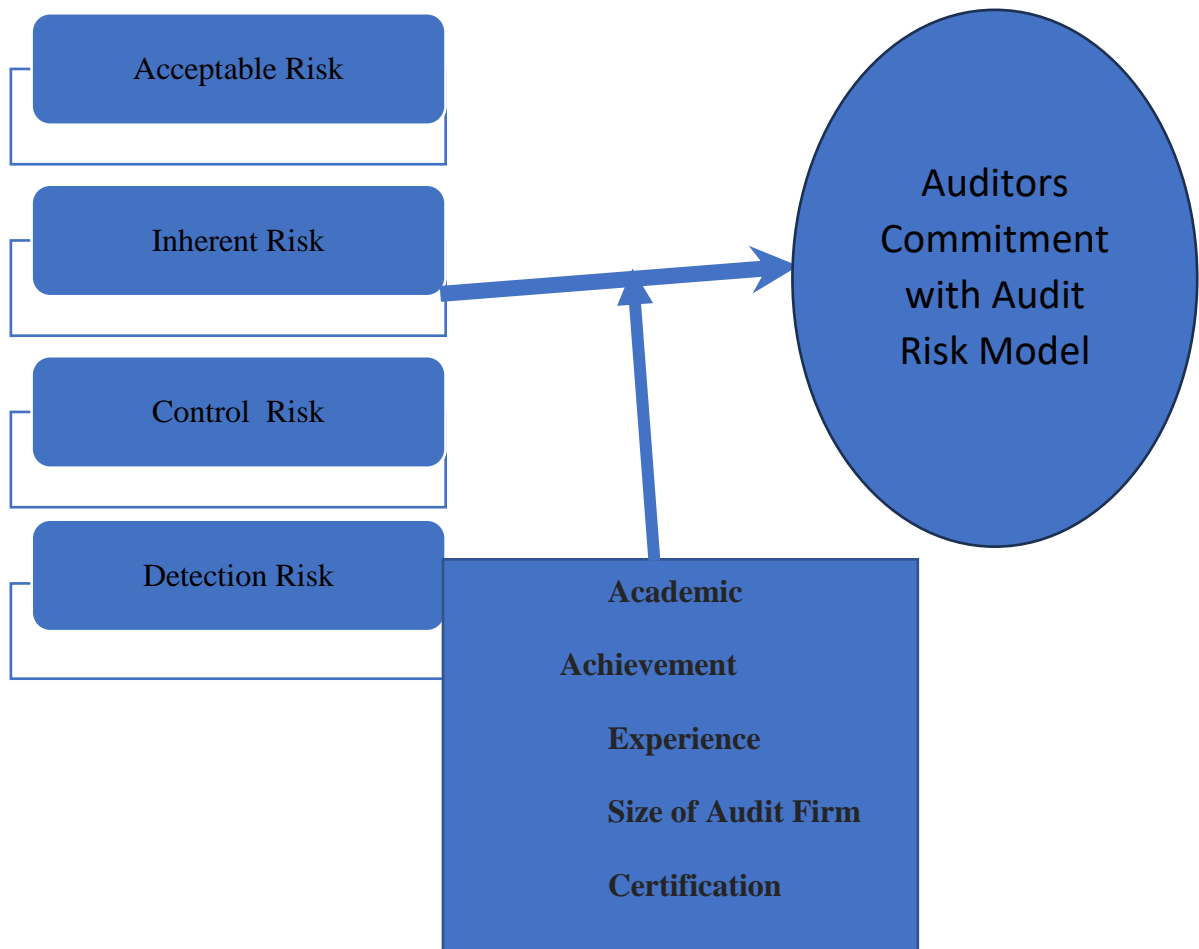 Acceptable Risk
Inherent Risk
Control  Risk
Detection Risk
Auditors
Commitment
with Audit
Risk Model
Academic
Achievement
Experience
Size of Audit Firm
Certification